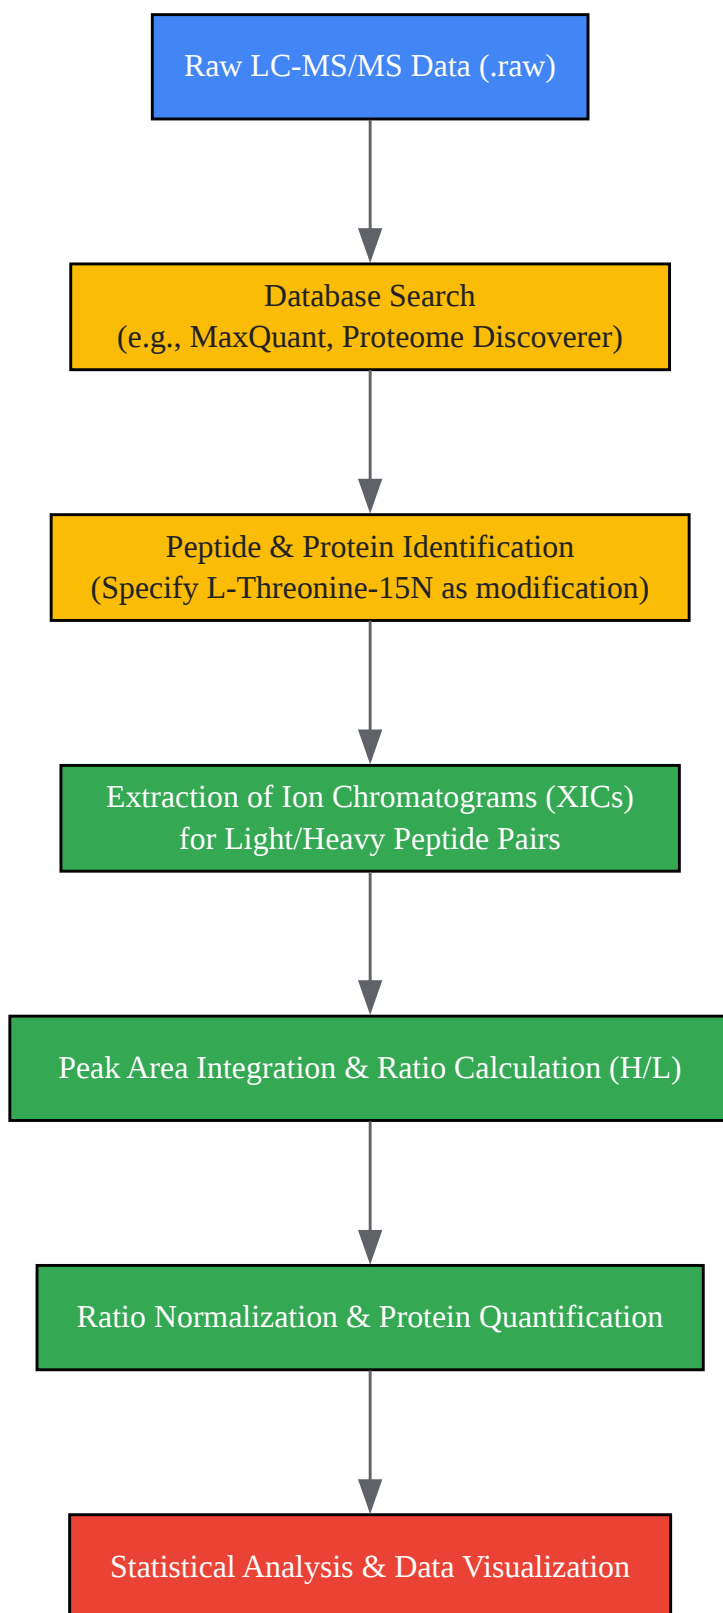 Raw LC-MS/MS Data (.raw)
Database Search
(e.g., MaxQuant, Proteome Discoverer)
Peptide & Protein Identification
(Specify L-Threonine-15N as modification)
Extraction of Ion Chromatograms (XICs)
for Light/Heavy Peptide Pairs
Peak Area Integration & Ratio Calculation (H/L)
Ratio Normalization & Protein Quantification
Statistical Analysis & Data Visualization